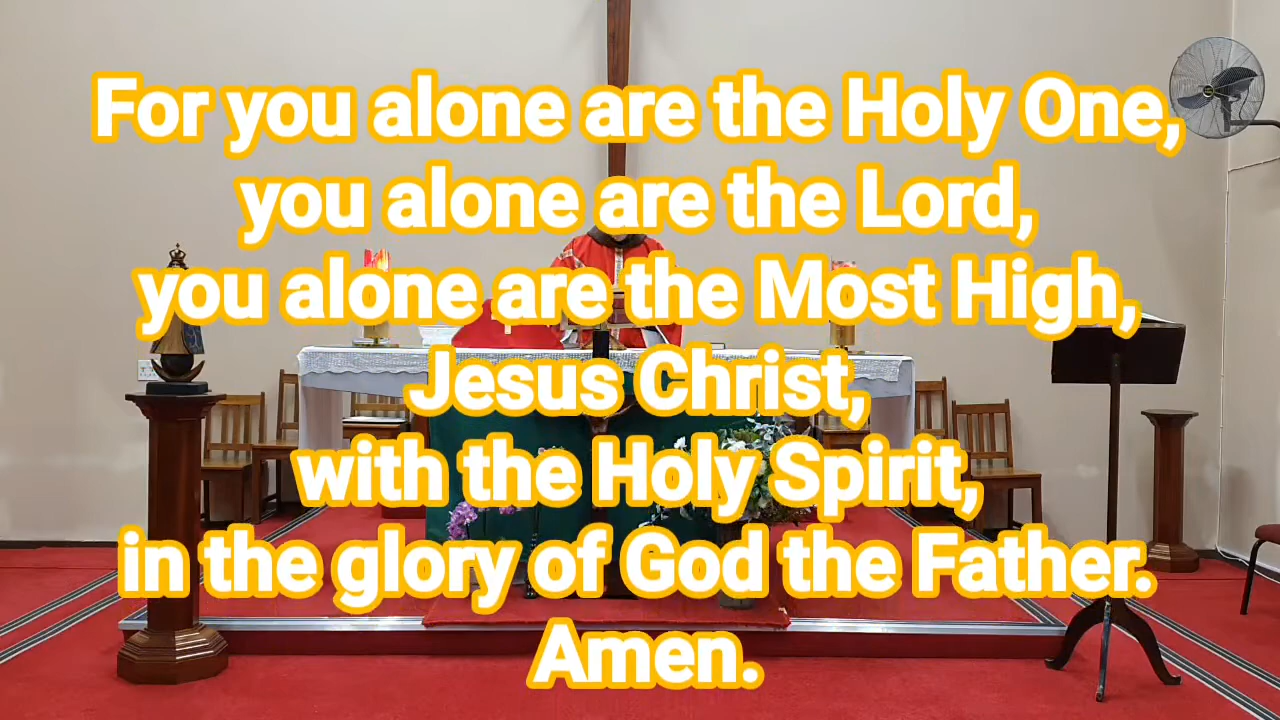 For you alone are the Holy One,
you alone are the Lord,
you alone are the Most High,
Jesus Christ,
with the Holy Spirit,
in the glory of God the Father.
Amen.